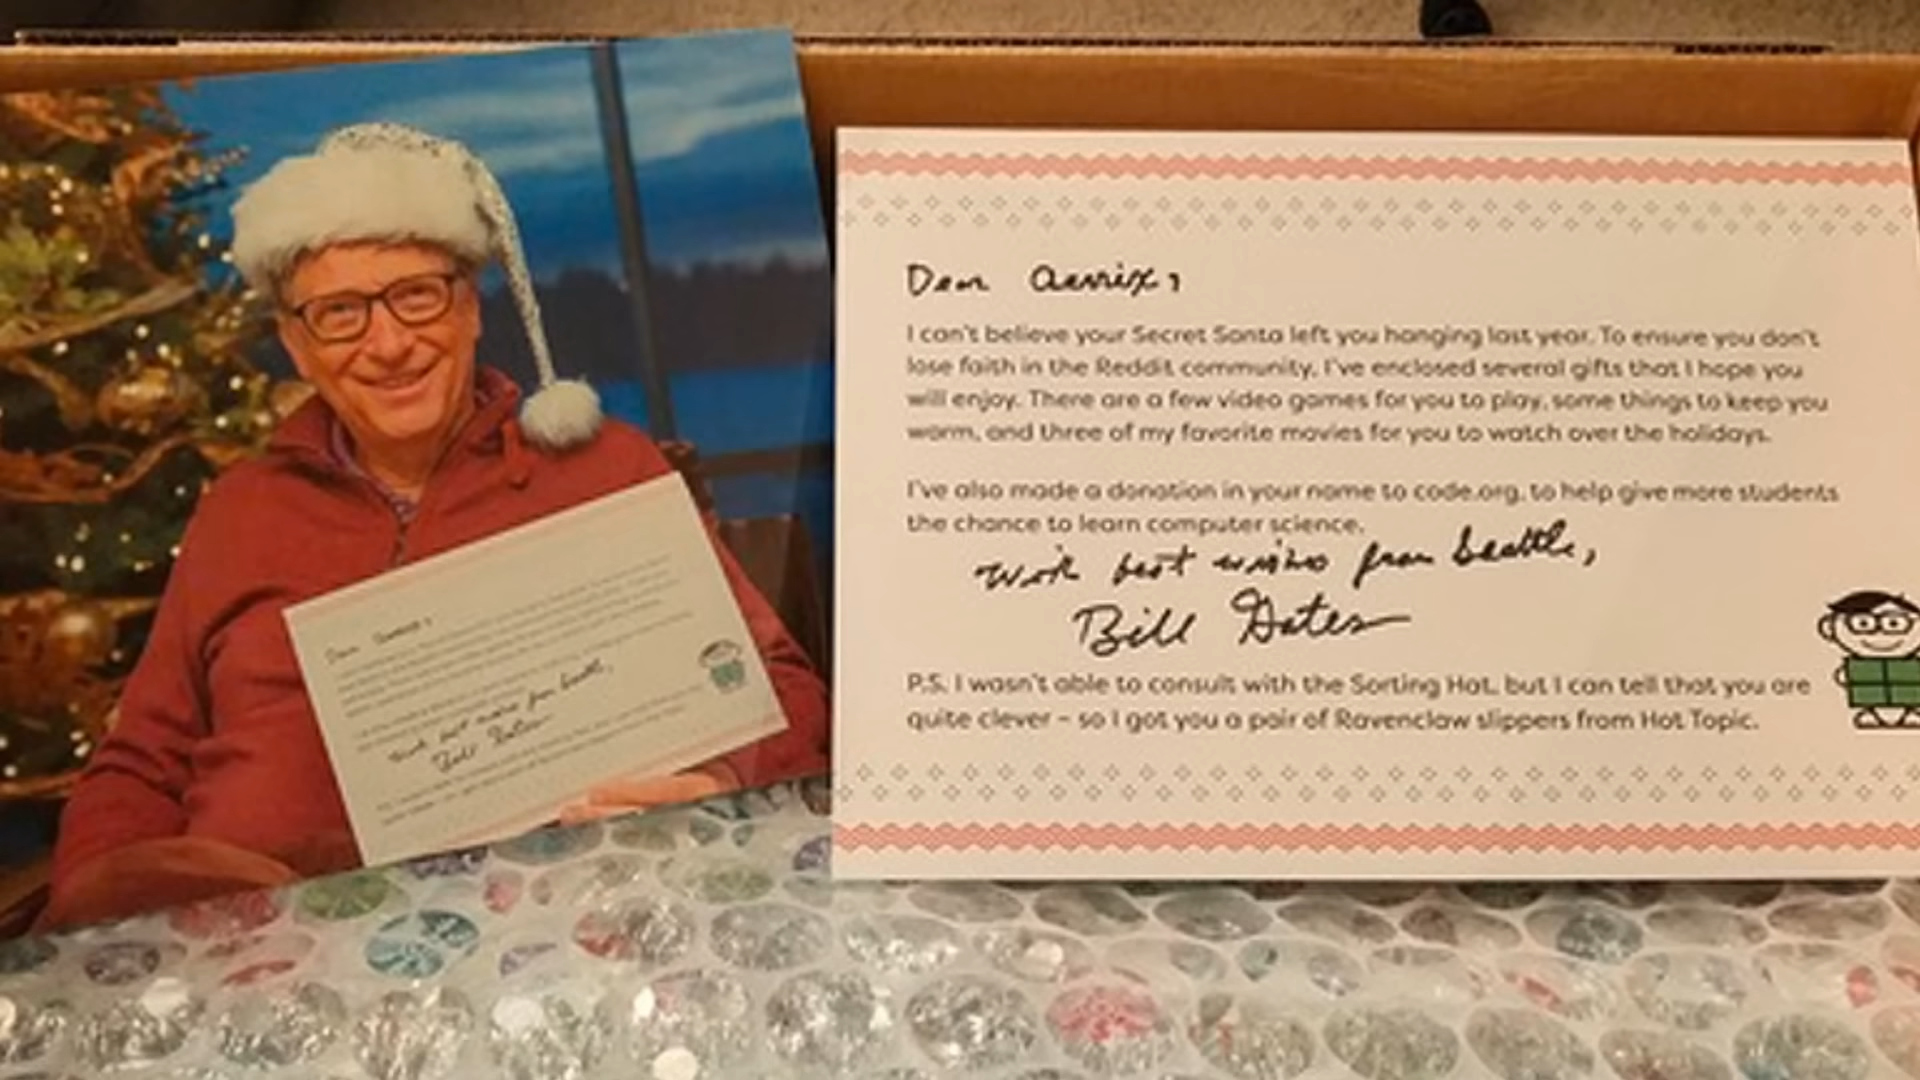 Dear Aerrix,
I can't believe your Secret Santa left you hanging last year. To ensure you don't
lose faith in the Reddit community, I've enclosed several gifts that I hope you
will enjoy. There are a few video games for you to play, some things to keep you
warm, and three of my favorite movies for you to watch over the holidays.
I've also made a donation in your name to code.org, to help give more students
the chance to learn computer science.
With best wishes from Seattle,
Bill Gates
P.S. I wasn't able to consult with the Sorting Hat, but I can tell that you are
quite clever – so I got you a pair of Ravenclaw slippers from Hot Topic.
Dear
from Seattle,